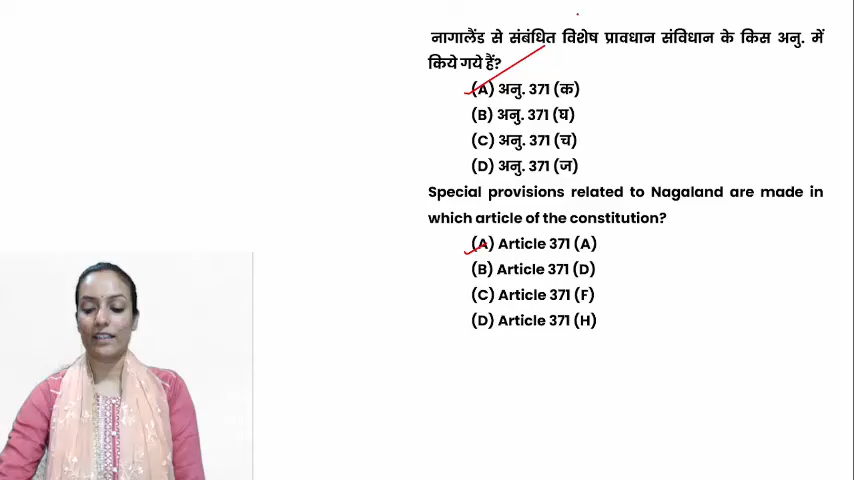 नागालैंड से संबंधित विशेष प्रावधान संविधान के किस अनु. में
किये गये हैं?
(A) अनु. 371 (क)
(B) अनु. 371 (घ)
(C) अनु. 371 (च)
(D) अनु. 371 (ज)
Special provisions related to Nagaland are made in
which article of the constitution?
(A) Article 371 (A)
(B) Article 371 (D)
(C) Article 371 (F)
(D) Article 371 (H)